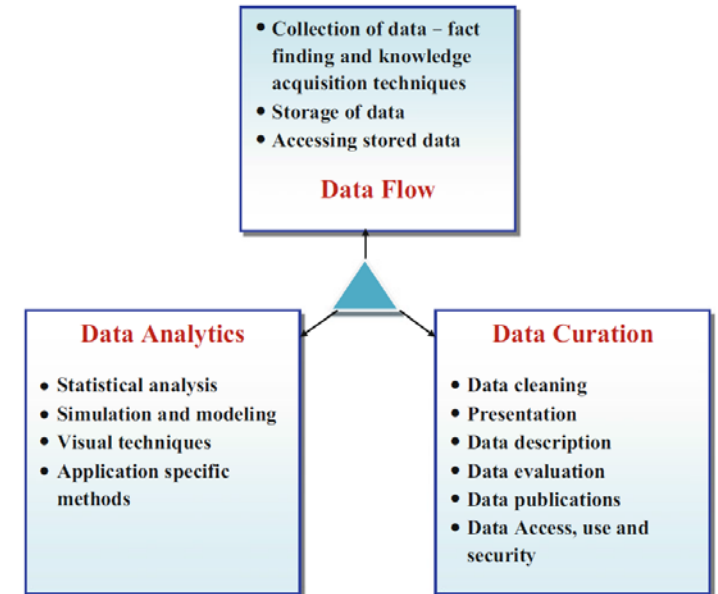 • Collection of data – fact
finding and knowledge
acquisition techniques
• Storage of data
• Accessing stored data
Data Flow
Data Analytics
• Statistical analysis
• Simulation and modeling
• Visual techniques
• Application specific
methods
Data Curation
• Data cleaning
• Presentation
• Data description
• Data evaluation
• Data publications
• Data Access, use and
security